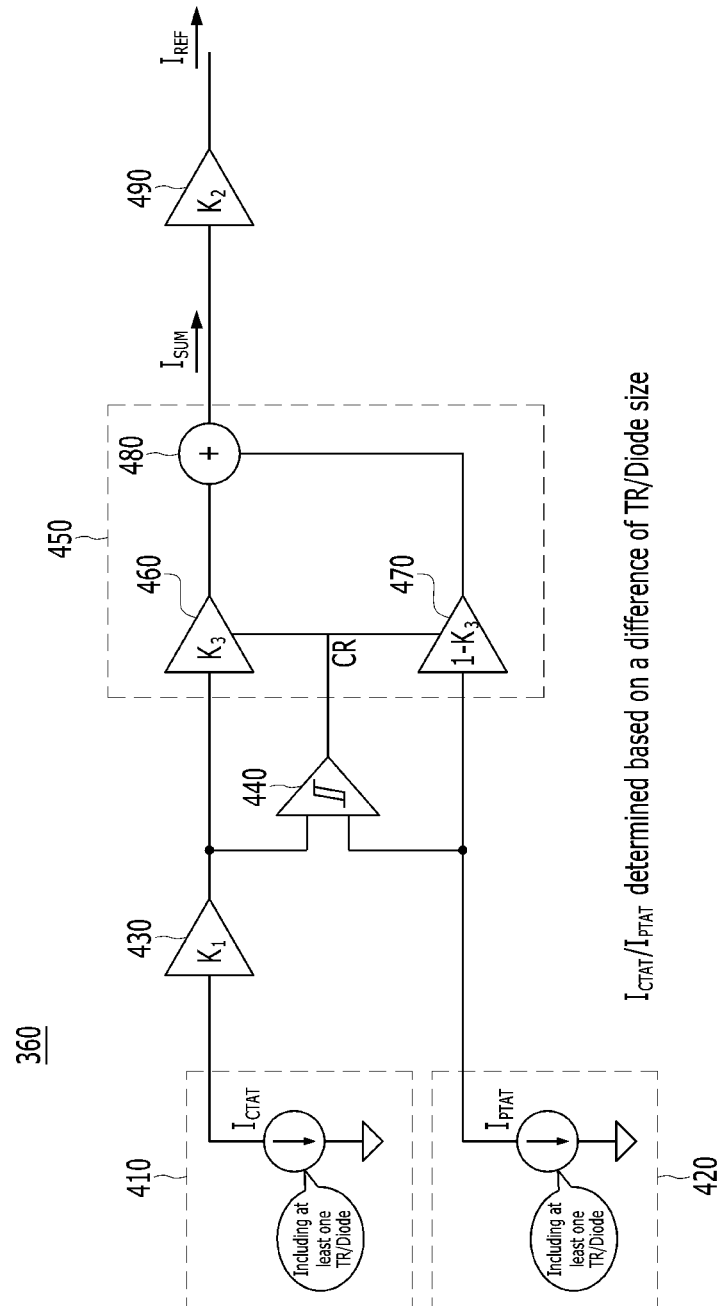 360
410
Including at
least one
TR/Diode
I_CTAT
430
K₁
440
450
460
K₃
CR
470
1-K₃
480
+
I_SUM
490
K₂
I_REF
420
Including at
least one
TR/Diode
I_PTAT
I_CTAT/I_PTAT determined based on a difference of TR/Diode size